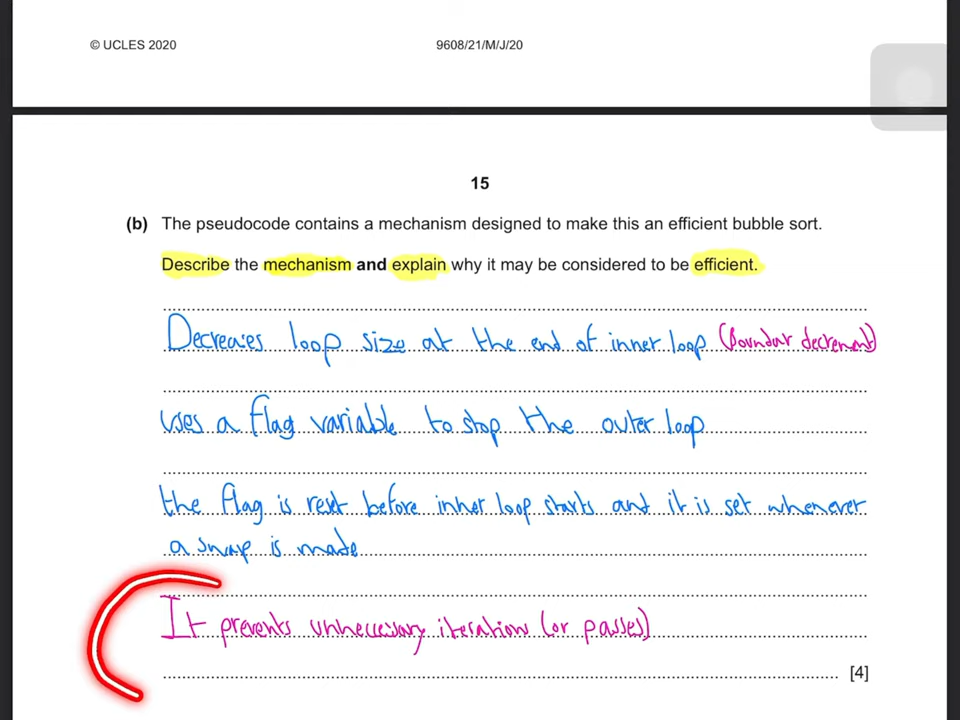 © UCLES 2020 9608/21/M/J/20
15
(b) The pseudocode contains a mechanism designed to make this an efficient bubble sort.
Describe the mechanism and explain why it may be considered to be efficient.
Decreases loop size at the end of inner loop (Boundar decrement)
uses a flag variable to stop the outer loop
the flag is reset before inner loop starts and it is set whenever
a swap is made
It prevents unneccessary iterations (or passes)
[4]